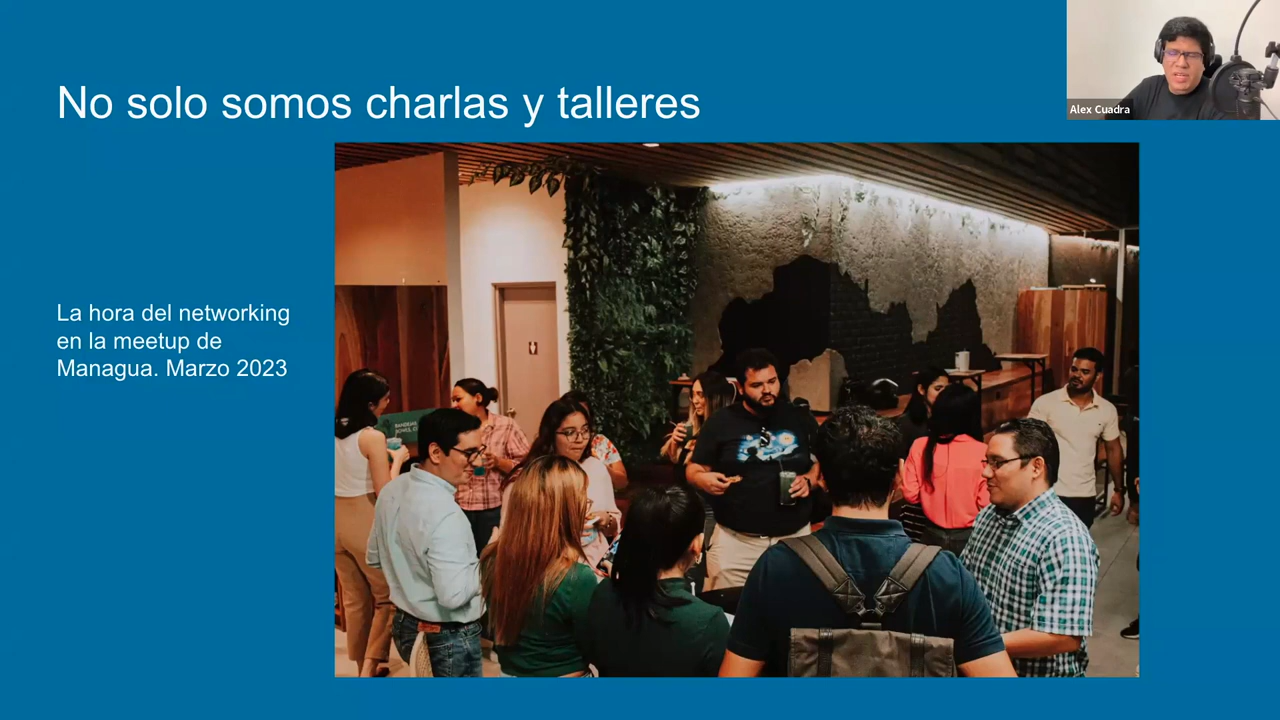 No solo somos charlas y talleres
Alex Cuadra
La hora del networking
en la meetup de
Managua. Marzo 2023